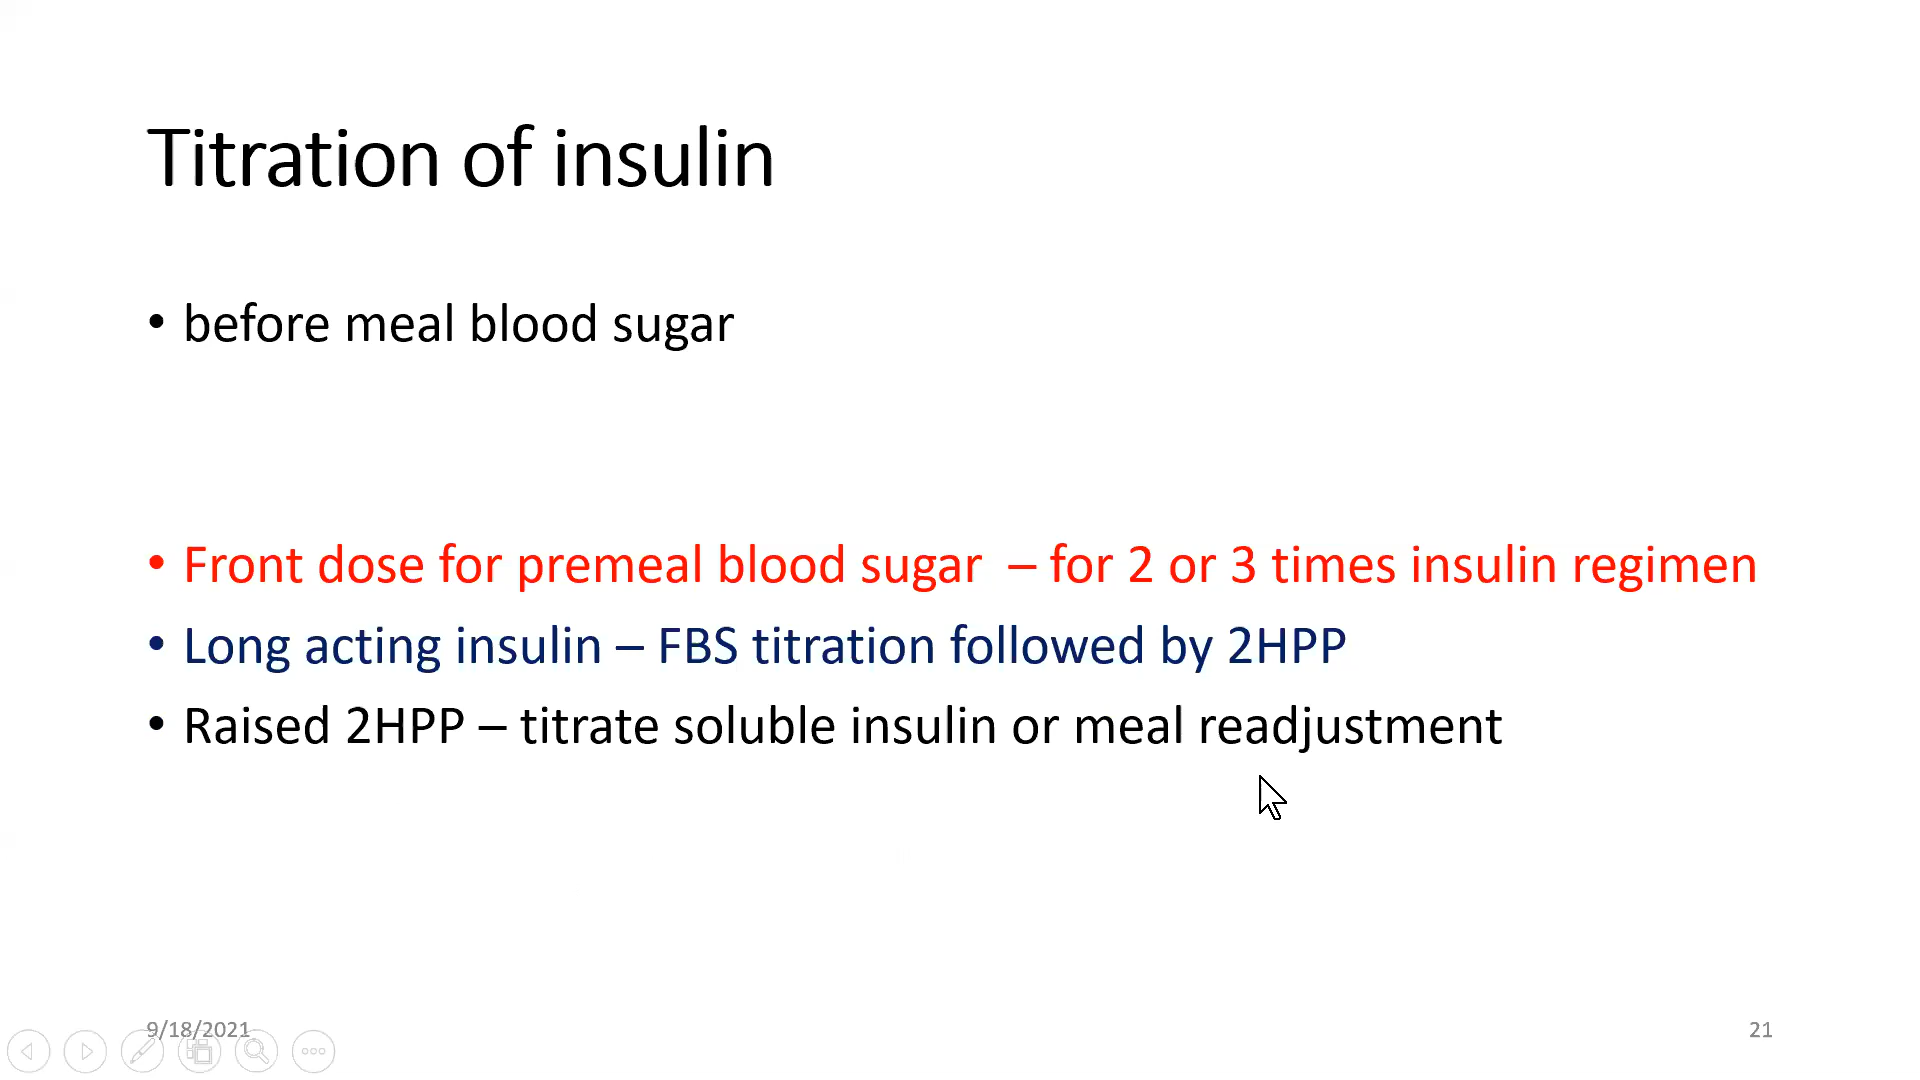 Titration of insulin
• before meal blood sugar
• Front dose for premeal blood sugar – for 2 or 3 times insulin regimen
• Long acting insulin – FBS titration followed by 2HPP
• Raised 2HPP – titrate soluble insulin or meal readjustment
9/18/2021
21